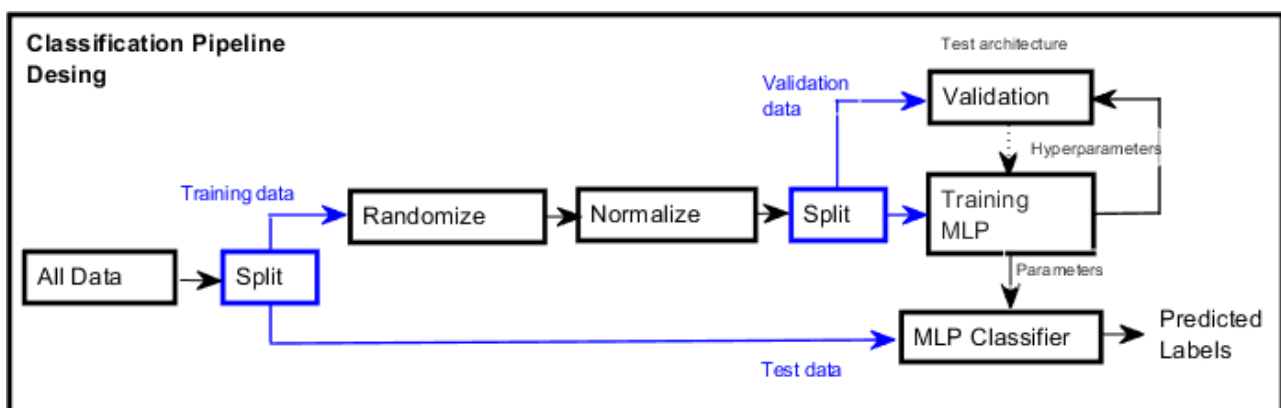 Classification Pipeline
Desing
Test architecture
Validation
data
Validation
Hyperparameters
Training data
Randomize
Normalize
Split
Training
MLP
All Data
Split
Parameters
MLP Classifier
Predicted
Labels
Test data